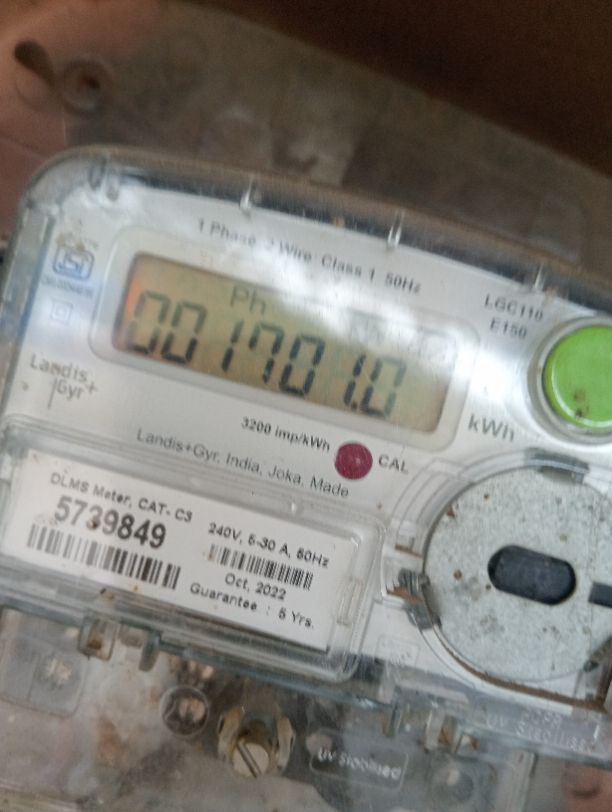 1 Phase 2 Wire Class 1 50Hz
ISI
LGC110
E150
Ph
001701.0
kWh
Landis+
Gyr+
3200 imp/kWh
CAL
Landis+Gyr, India, Joka, Made
DLMS Meter, CAT- C3
5739849
240V, 5-30 A, 50Hz
Oct, 2022
Guarantee : 5 Yrs.
UV Stabilised